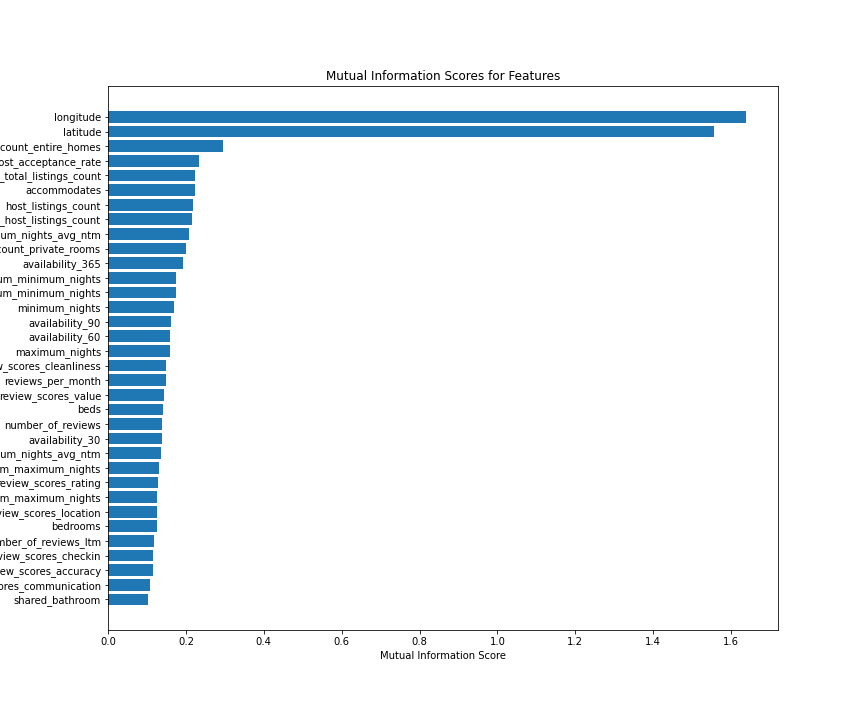 Mutual Information Scores for Features
longitude
latitude
count_entire_homes
ost_acceptance_rate
_total_listings_count
accommodates
host_listings_count
_host_listings_count
um_nights_avg_ntm
count_private_rooms
availability_365
um_minimum_nights
um_minimum_nights
minimum_nights
availability_90
availability_60
maximum_nights
w_scores_cleanliness
reviews_per_month
review_scores_value
beds
number_of_reviews
availability_30
um_nights_avg_ntm
m_maximum_nights
review_scores_rating
m_maximum_nights
view_scores_location
bedrooms
mber_of_reviews_ltm
view_scores_checkin
ew_scores_accuracy
ores_communication
shared_bathroom
0.0 0.2 0.4 0.6 0.8 1.0 1.2 1.4 1.6
Mutual Information Score